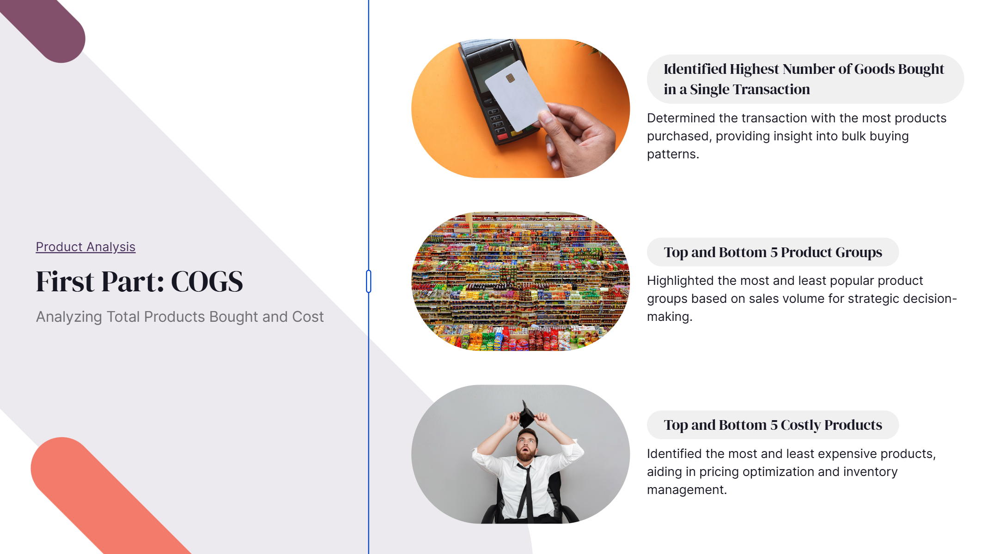 Product Analysis
First Part: COGS
Analyzing Total Products Bought and Cost
Identified Highest Number of Goods Bought
in a Single Transaction
Determined the transaction with the most products
purchased, providing insight into bulk buying
patterns.
Top and Bottom 5 Product Groups
Highlighted the most and least popular product
groups based on sales volume for strategic decision-
making.
Top and Bottom 5 Costly Products
Identified the most and least expensive products,
aiding in pricing optimization and inventory
management.